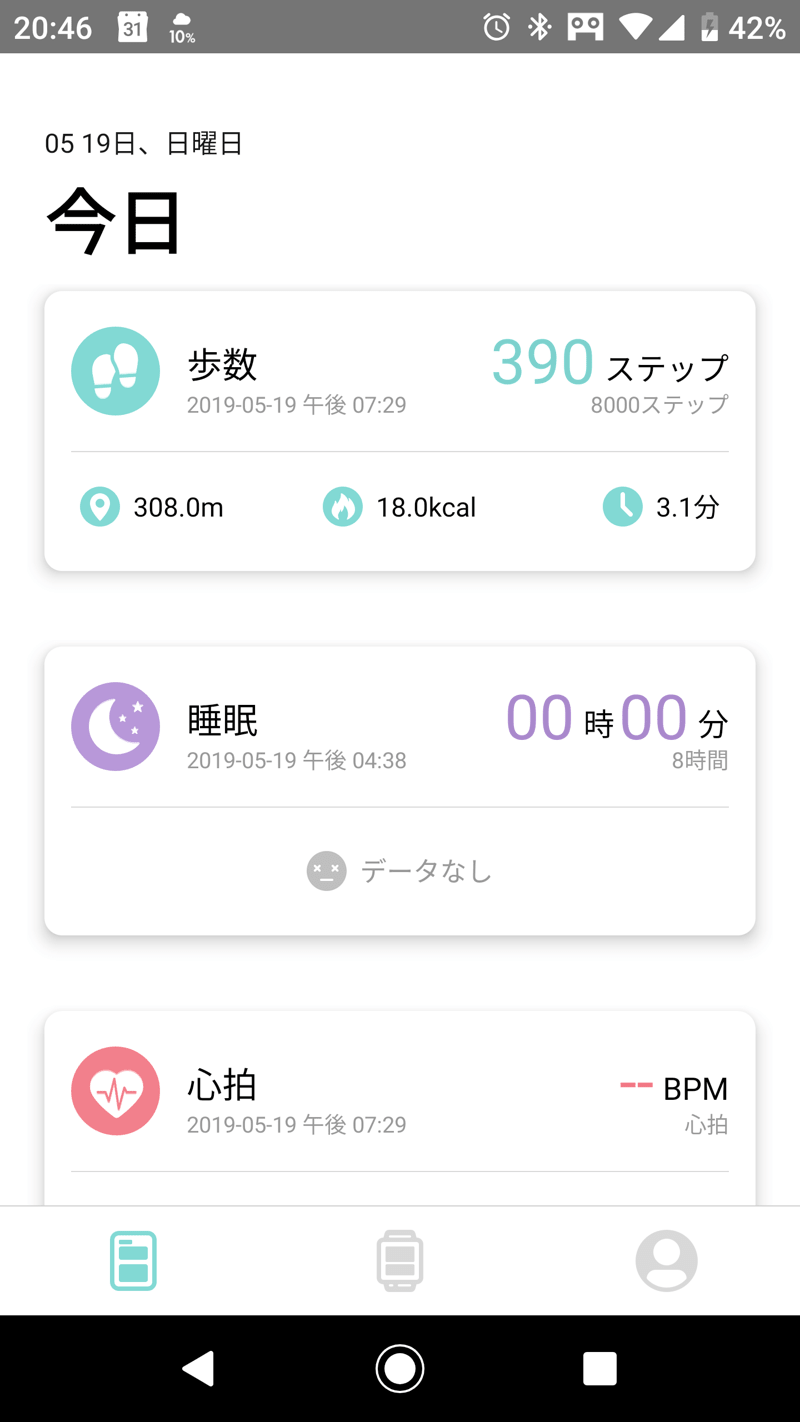 20:46 31 10% 42%
05 19日、日曜日
今日
歩数 390 ステップ
2019-05-19 午後 07:29 8000ステップ
308.0m 18.0kcal 3.1分
睡眠 00 時 00 分
2019-05-19 午後 04:38 8時間
データなし
心拍 -- BPM
2019-05-19 午後 07:29 心拍